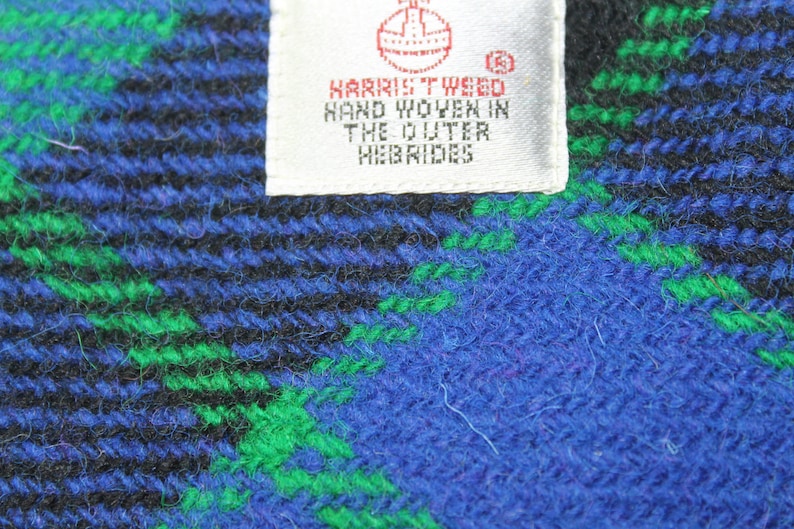 ®
HARRIS TWEED
HAND WOVEN IN
THE OUTER
HEBRIDES